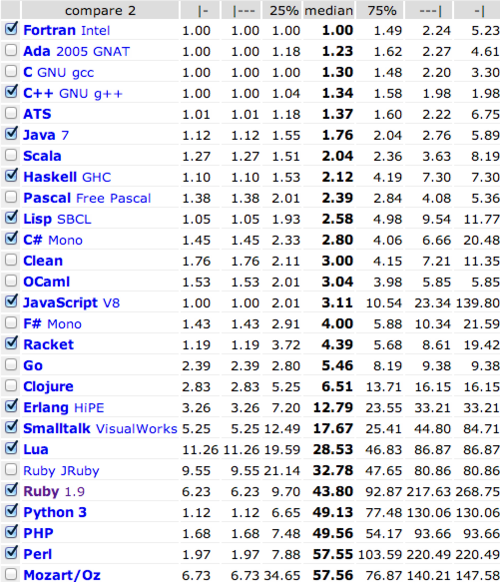 compare 2 |- |--- 25% median 75% ---| -|
Fortran Intel 1.00 1.00 1.00 1.00 1.49 2.24 5.23
Ada 2005 GNAT 1.00 1.00 1.18 1.23 1.62 2.27 4.61
C GNU gcc 1.00 1.00 1.00 1.30 1.48 2.20 3.30
C++ GNU g++ 1.00 1.00 1.04 1.34 1.58 1.98 1.98
ATS 1.01 1.01 1.18 1.37 1.60 2.22 6.75
Java 7 1.12 1.12 1.55 1.76 2.04 2.76 5.89
Scala 1.27 1.27 1.51 2.04 2.36 3.63 8.19
Haskell GHC 1.10 1.10 1.53 2.12 4.19 7.30 7.30
Pascal Free Pascal 1.38 1.38 2.01 2.39 2.84 4.08 5.36
Lisp SBCL 1.05 1.05 1.93 2.58 4.98 9.54 11.77
C# Mono 1.45 1.45 2.33 2.80 4.06 6.66 20.48
Clean 1.76 1.76 2.11 3.00 4.15 7.21 11.35
OCaml 1.53 1.53 2.01 3.04 3.98 5.85 5.85
JavaScript V8 1.00 1.00 2.01 3.11 10.54 23.34 139.80
F# Mono 1.43 1.43 2.91 4.00 5.88 10.34 21.59
Racket 1.19 1.19 3.72 4.39 5.68 8.61 19.42
Go 2.39 2.39 2.80 5.46 8.19 9.38 9.38
Clojure 2.83 2.83 5.25 6.51 13.71 16.15 16.15
Erlang HiPE 3.26 3.26 7.20 12.79 23.55 33.21 33.21
Smalltalk VisualWorks 5.25 5.25 12.49 17.67 25.41 44.80 84.71
Lua 11.26 11.26 19.59 28.53 46.83 86.87 86.87
Ruby JRuby 9.55 9.55 21.14 32.78 47.65 80.86 80.86
Ruby 1.9 6.23 6.23 9.70 43.80 92.87 217.63 268.75
Python 3 1.12 1.12 6.65 49.13 77.48 130.06 130.06
PHP 1.68 1.68 7.48 49.56 54.17 93.66 93.66
Perl 1.97 1.97 7.88 57.55 103.59 220.49 220.49
Mozart/Oz 6.73 6.73 34.65 57.56 76.87 140.21 147.58